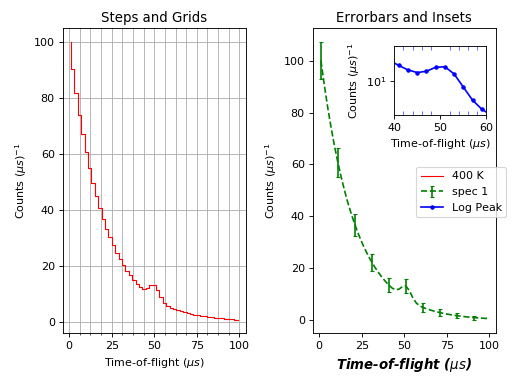 Steps and Grids
Counts (μs)⁻¹
100
80
60
40
20
0
0 25 50 75 100
Time-of-flight (μs)
Errorbars and Insets
Counts (μs)⁻¹
100
80
60
40
20
0
0 25 50 75 100
Time-of-flight (μs)
Counts (μs)⁻¹
10¹
40 50 60
Time-of-flight (μs)
400 K
spec 1
Log Peak